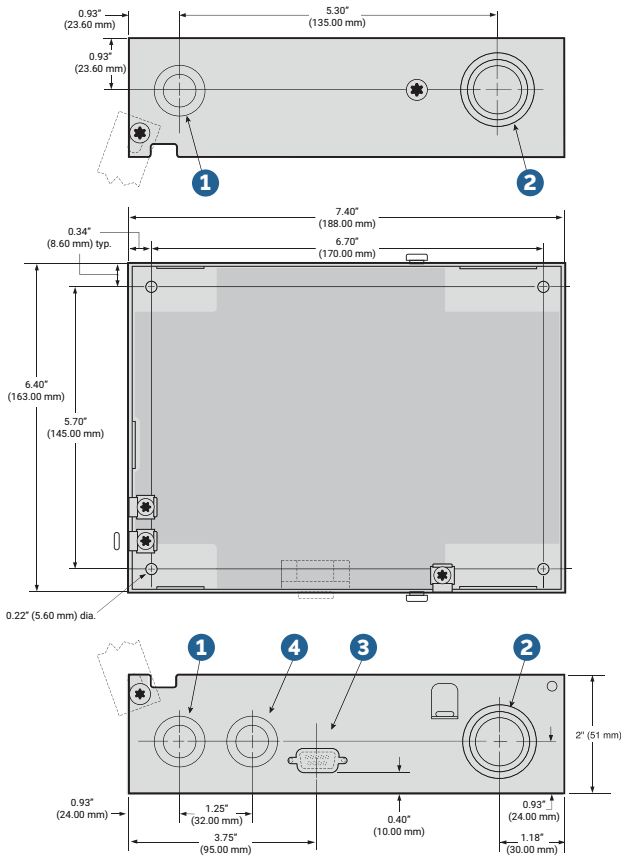 0.93”
(23.60 mm)
5.30”
(135.00 mm)
0.93”
(23.60 mm)
1
2
7.40”
(188.00 mm)
0.34”
(8.60 mm) typ.
6.70”
(170.00 mm)
6.40”
(163.00 mm)
5.70”
(145.00 mm)
0.22” (5.60 mm) dia.
1
4
3
2
2" (51 mm)
0.93”
(24.00 mm)
1.25”
(32.00 mm)
3.75”
(95.00 mm)
0.40”
(10.00 mm)
0.93”
(24.00 mm)
1.18”
(30.00 mm)